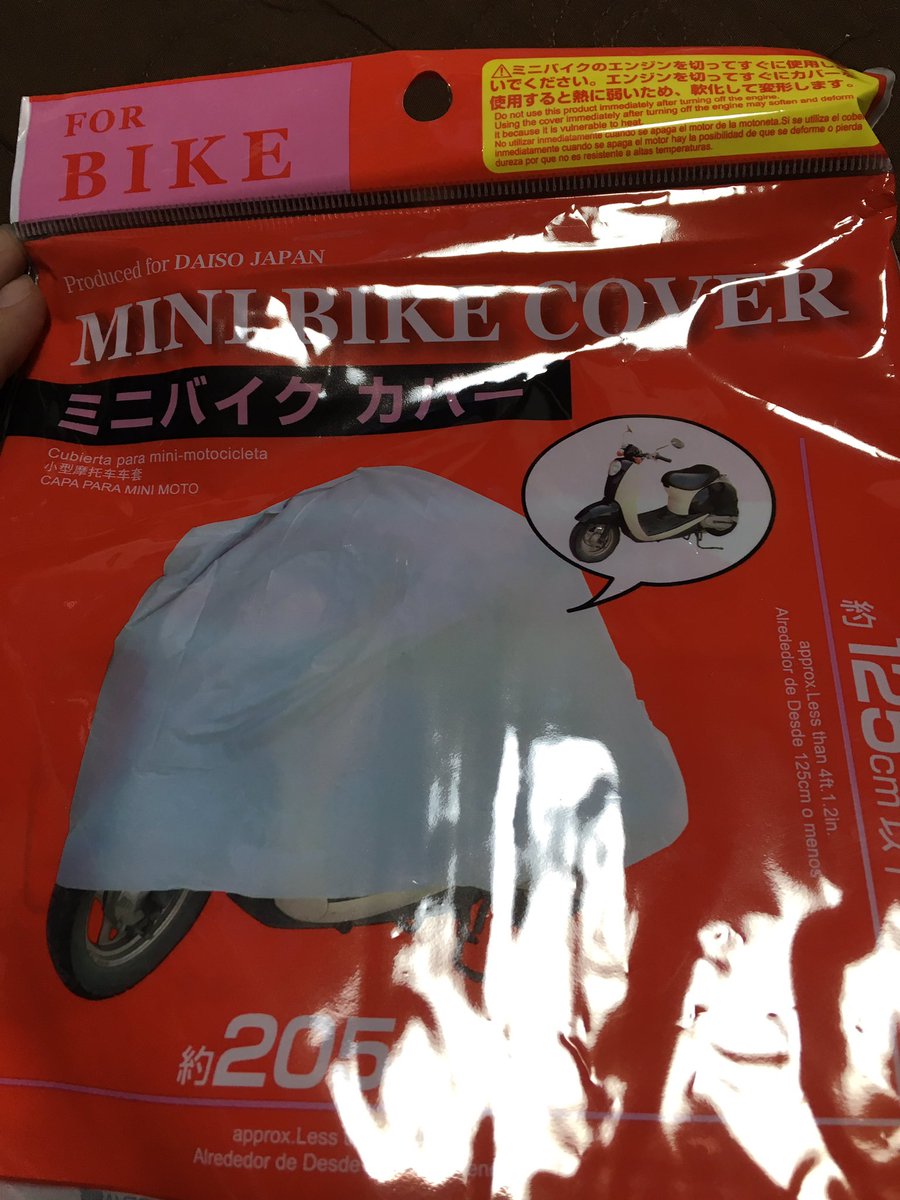 FOR
BIKE
⚠ミニバイクのエンジンを切ってすぐに使用し
いでください。エンジンを切ってすぐにカバー
使用すると熱に弱いため、軟化して変形します。
Do not use this product immediately after turning off the engine.
Using the cover immediately after turning off the engine may soften and deform
it because it is vulnerable to heat.
No utilizar inmediatamente cuando se apaga el motor de la motoneta. Si se utiliza el cobe
inmediatamente cuando se apaga el motor hay la posibilidad de que se deforme o pierda
dureza por que no es resistente a altas temperaturas.
Produced for DAISO JAPAN
MINI BIKE COVER
ミニバイク カバー
Cubierta para mini-motocicleta
小型摩托车车套
CAPA PARA MINI MOTO
約125cm以下
approx.Less than 4ft.1.2in.
Alrededor de Desde 125cm o menos
約205
approx.Less
Alrededor de Desde